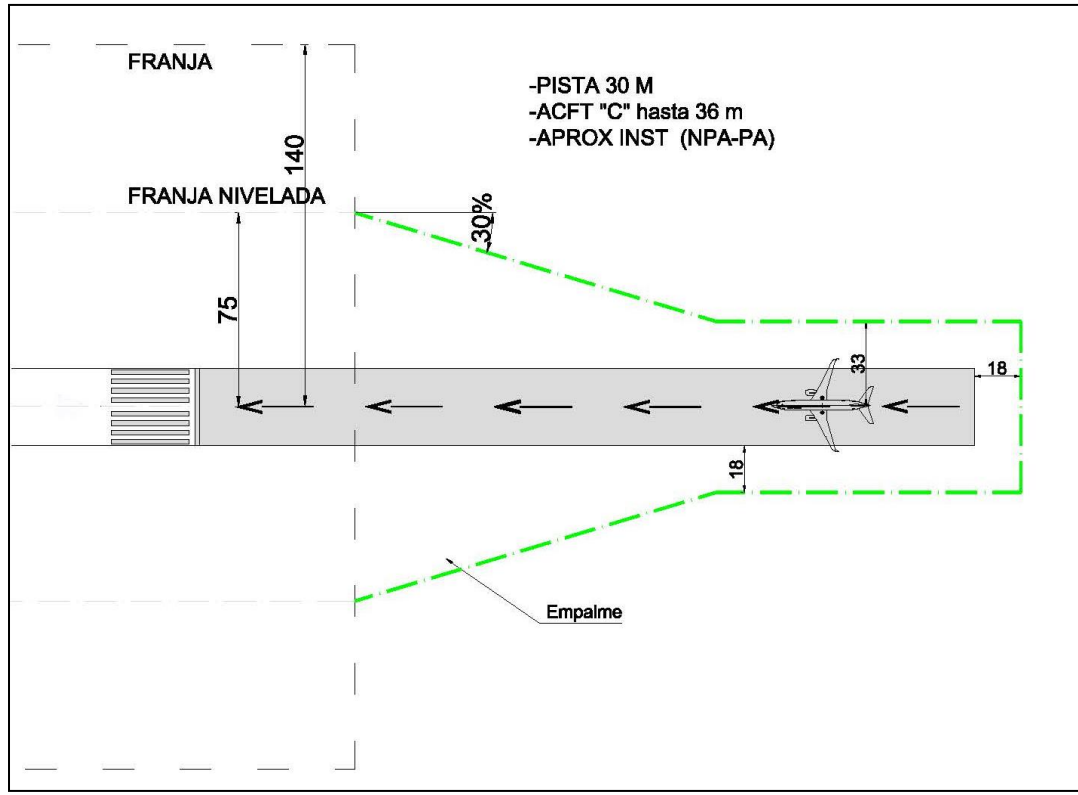 FRANJA
-PISTA 30 M
-ACFT "C" hasta 36 m
-APROX INST (NPA-PA)
140
FRANJA NIVELADA
30%
75
33
18
18
Empalme